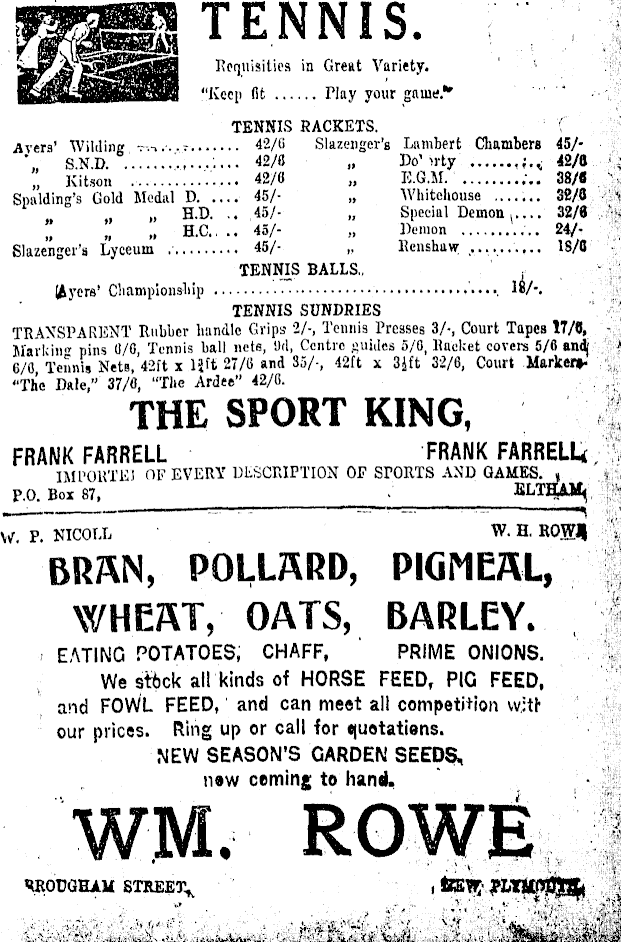 TENNIS.
Requisities in Great Variety.
"Keep fit ...... Play your game."
TENNIS RACKETS.
Ayers' Wilding ............... 42/6 Slazenger's Lambert Chambers 45/-
„ S.N.D. ............... 42/6 „ Do' rty ......... 42/6
„ Kitson ............... 42/6 „ E.G.M. ........... 38/6
Spalding's Gold Medal D. .... 45/- „ Whitehouse ....... 32/6
„ „ „ H.D. .. 45/- „ Special Demon .... 32/6
„ „ „ H.C. .. 45/- „ Demon ........... 24/-
Slazenger's Lyceum .......... 45/- „ Renshaw .......... 18/6
TENNIS BALLS.
Ayers' Championship ........................................ 18/-.
TENNIS SUNDRIES
TRANSPARENT Rubber handle Grips 2/-, Tennis Presses 3/-, Court Tapes 17/6,
Marking pins 6/6, Tennis ball nets, 9d, Centre guides 5/6, Racket covers 5/6 and
6/6, Tennis Nets, 42ft x 1¾ft 27/6 and 35/-, 42ft x 3½ft 32/6, Court Markers
"The Dale," 37/6, "The Ardee" 42/6.
THE SPORT KING,
FRANK FARRELL FRANK FARRELL,
IMPORTER OF EVERY DESCRIPTION OF SPORTS AND GAMES.
P.O. Box 87, ELTHAM,
W. P. NICOLL W. H. ROWE
BRAN, POLLARD, PIGMEAL,
WHEAT, OATS, BARLEY.
EATING POTATOES, CHAFF, PRIME ONIONS.
We stock all kinds of HORSE FEED, PIG FEED,
and FOWL FEED, and can meet all competition with
our prices. Ring up or call for quotations.
NEW SEASON'S GARDEN SEEDS,
now coming to hand.
WM. ROWE
BROUGHAM STREET, NEW PLYMOUTH.